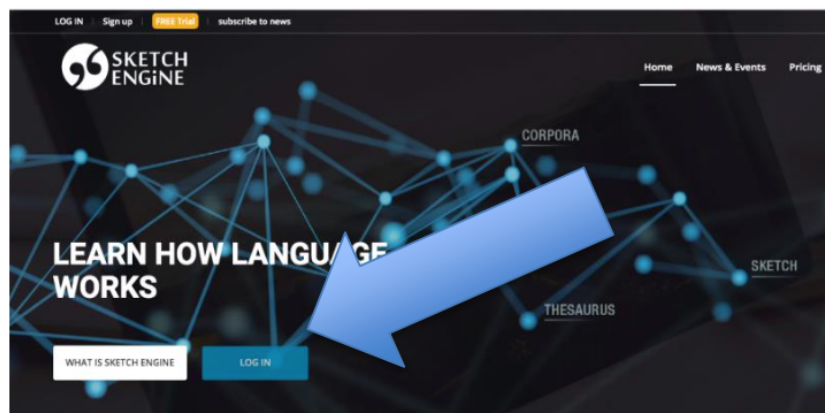 LOG IN Sign up FREE Trial subscribe to news
SKETCH
ENGiNE
Home News & Events Pricing
CORPORA
LEARN HOW LANGUAGE
WORKS
SKETCH
THESAURUS
WHAT IS SKETCH ENGINE LOG IN